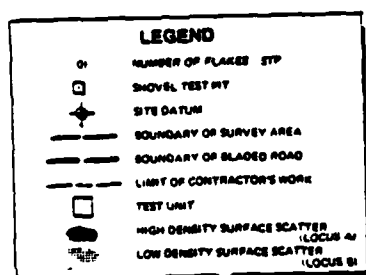 LEGEND
NUMBER OF FLAKES STP
SHOVEL TEST PIT
SITE DATUM
BOUNDARY OF SURVEY AREA
BOUNDARY OF BLADED ROAD
LIMIT OF CONTRACTOR'S WORK
TEST UNIT
HIGH DENSITY SURFACE SCATTER
(LOCUS A)
LOW DENSITY SURFACE SCATTER
(LOCUS B)